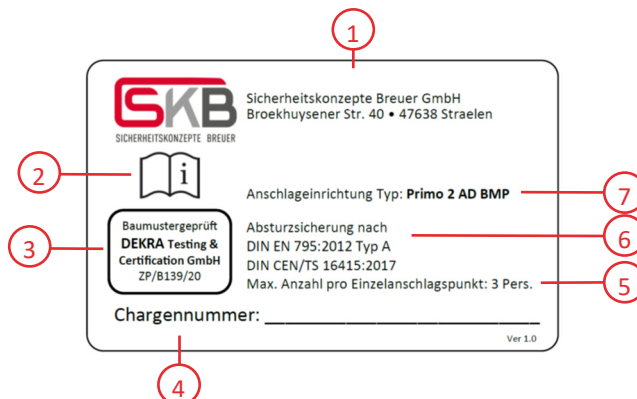 1
SKB
SICHERHEITSKONZEPTE BREUER
Sicherheitskonzepte Breuer GmbH
Broekhuysener Str. 40 • 47638 Straelen
2
i
Anschlageinrichtung Typ: Primo 2 AD BMP
7
3
Baumustergeprüft
DEKRA Testing &
Certification GmbH
ZP/B139/20
Absturzsicherung nach
6
DIN EN 795:2012 Typ A
DIN CEN/TS 16415:2017
Max. Anzahl pro Einzelanschlagspunkt: 3 Pers.
5
Chargennummer: ___________________________
4
Ver 1.0